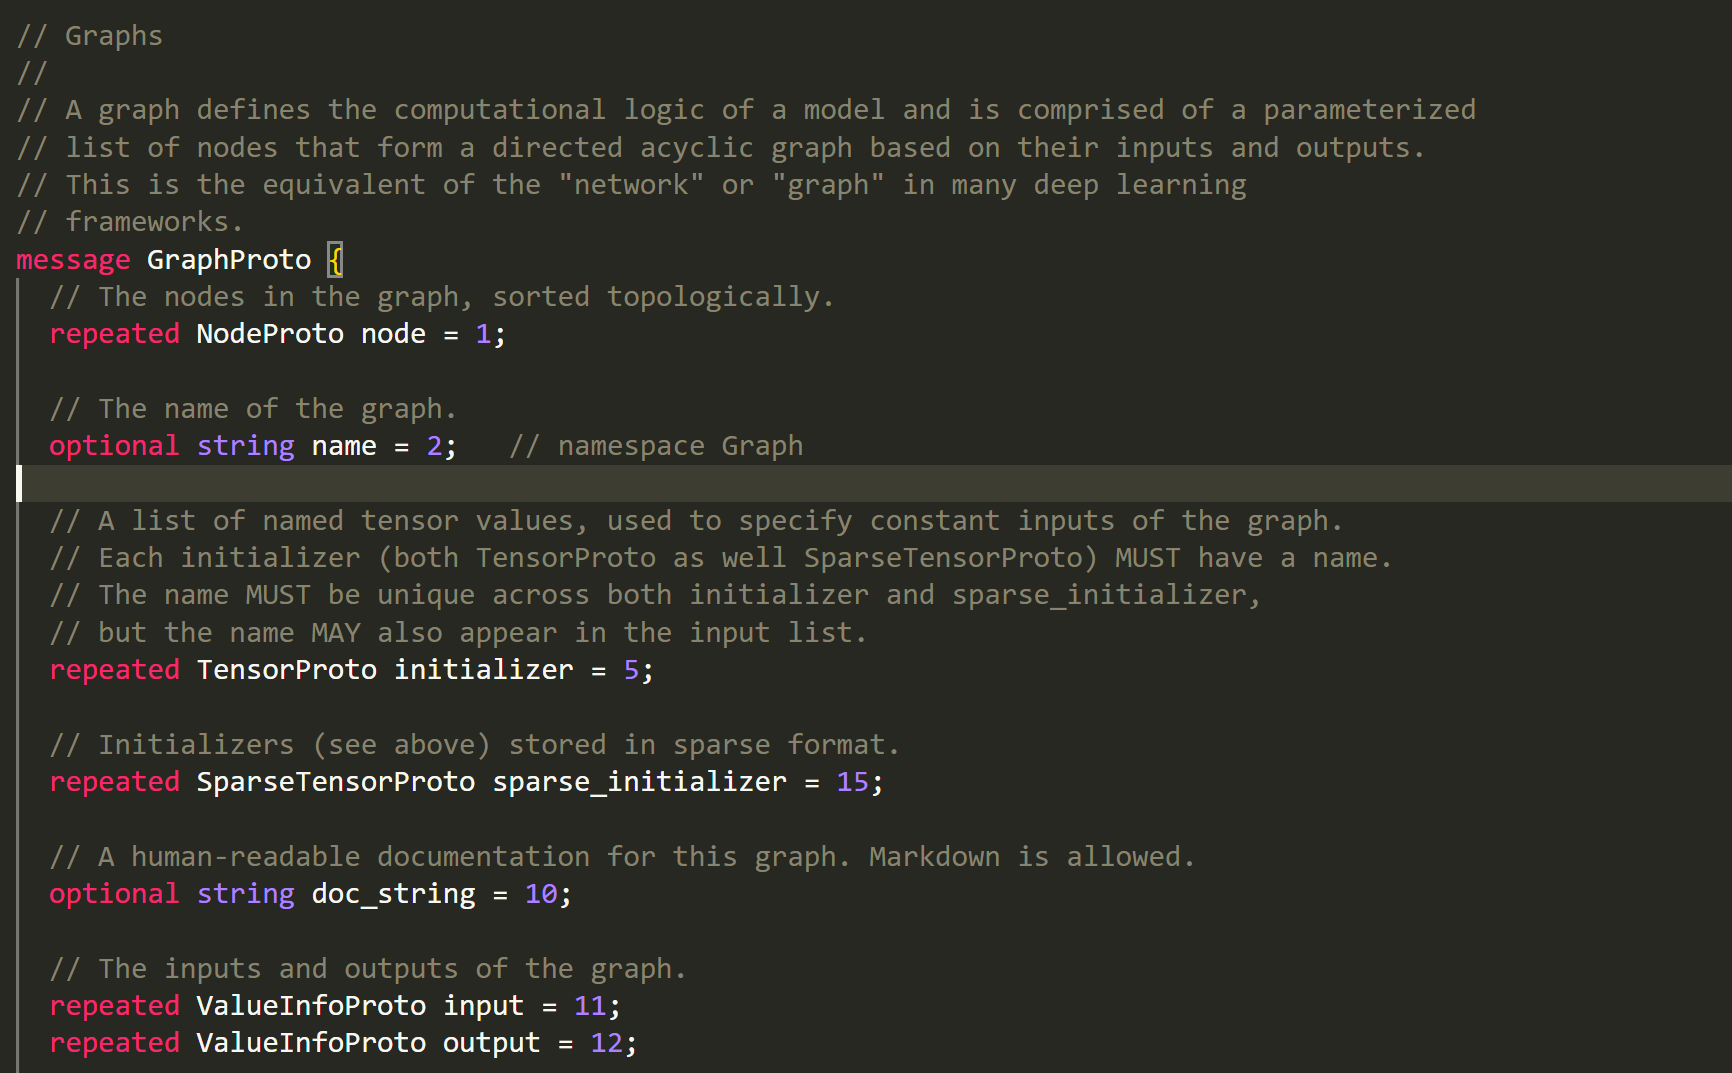 // Graphs
//
// A graph defines the computational logic of a model and is comprised of a parameterized
// list of nodes that form a directed acyclic graph based on their inputs and outputs.
// This is the equivalent of the "network" or "graph" in many deep learning
// frameworks.
message GraphProto {
  // The nodes in the graph, sorted topologically.
  repeated NodeProto node = 1;

  // The name of the graph.
  optional string name = 2;   // namespace Graph

  // A list of named tensor values, used to specify constant inputs of the graph.
  // Each initializer (both TensorProto as well SparseTensorProto) MUST have a name.
  // The name MUST be unique across both initializer and sparse_initializer,
  // but the name MAY also appear in the input list.
  repeated TensorProto initializer = 5;

  // Initializers (see above) stored in sparse format.
  repeated SparseTensorProto sparse_initializer = 15;

  // A human-readable documentation for this graph. Markdown is allowed.
  optional string doc_string = 10;

  // The inputs and outputs of the graph.
  repeated ValueInfoProto input = 11;
  repeated ValueInfoProto output = 12;